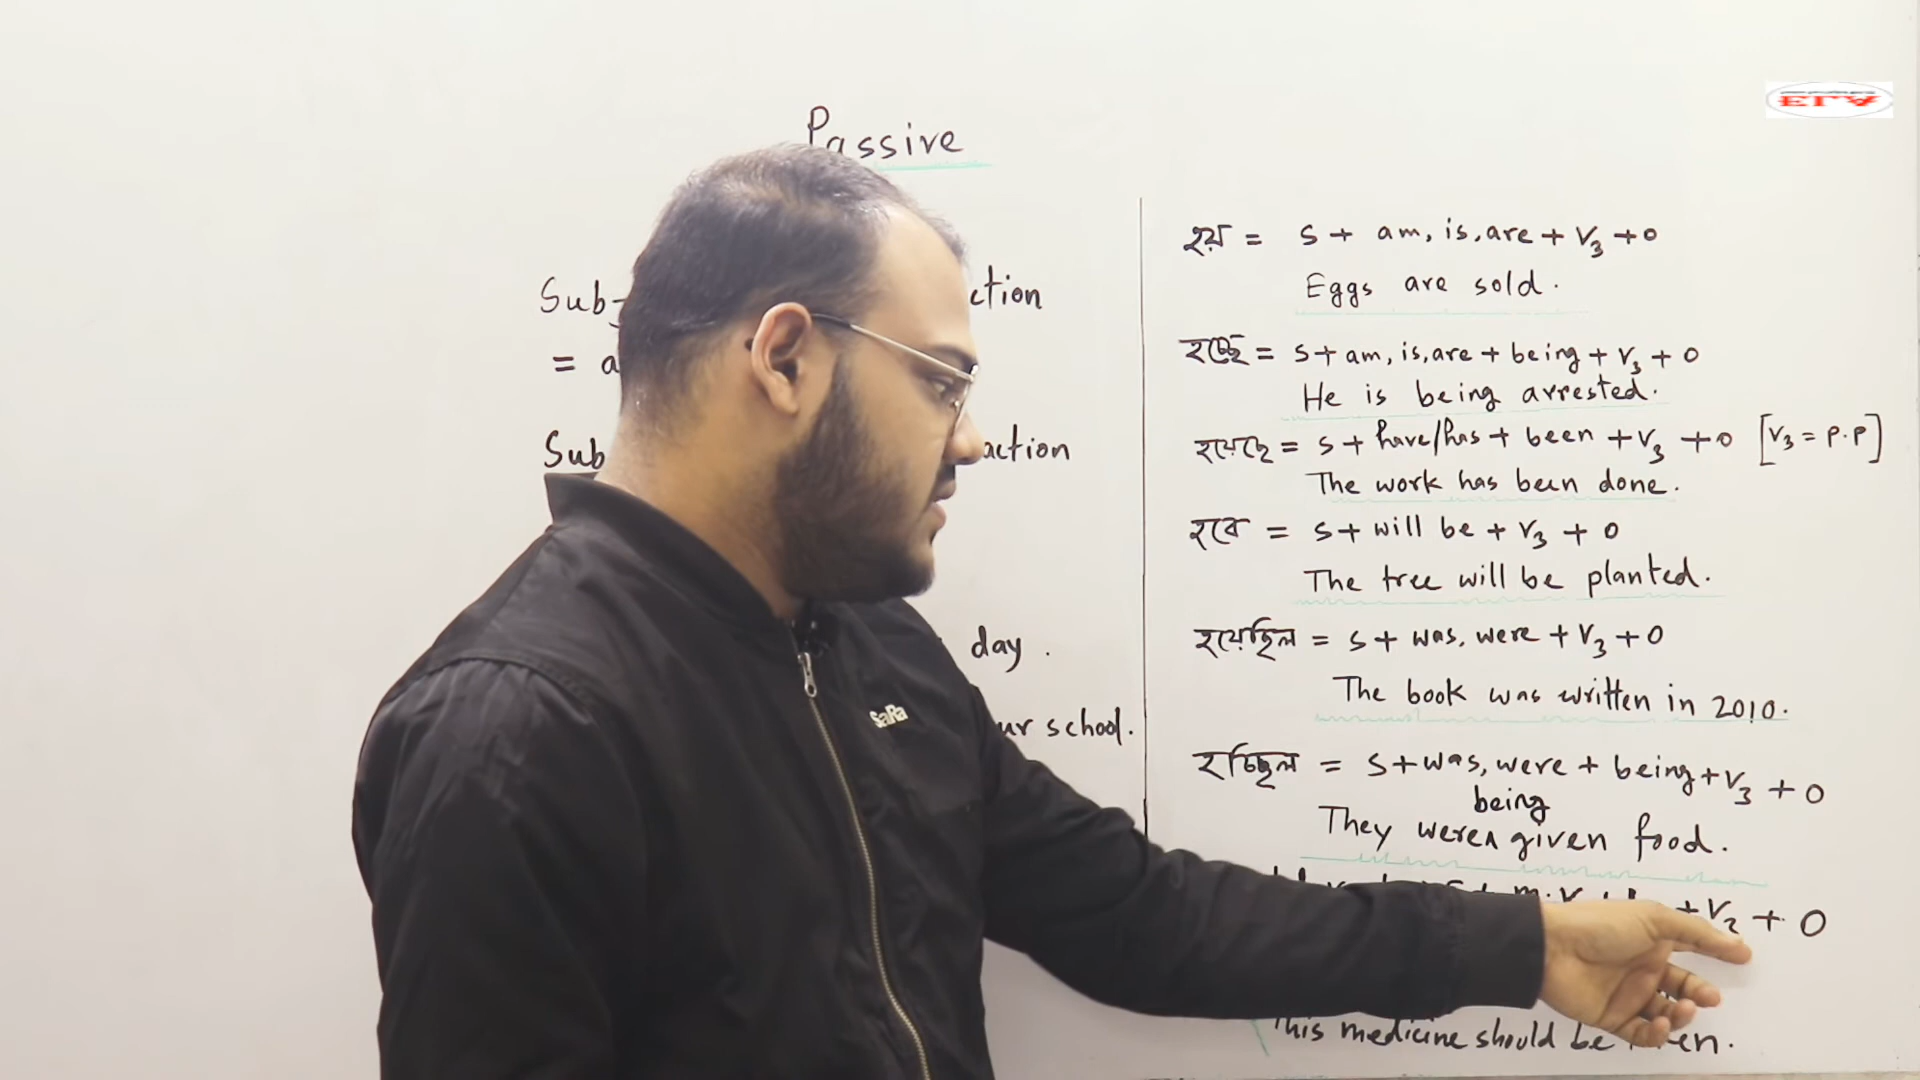 Passive
Sub
ction
= a
Sub
action
day.
ur school.
হয় = S + am, is, are + V3 + O
Eggs are sold.
হচ্ছে = S + am, is, are + being + V3 + O
He is being arrested.
হয়েছে = S + have/has + been + V3 + O [V3 = P.P]
The work has been done.
হবে = S + will be + V3 + O
The tree will be planted.
হয়েছিল = S + was, were + V3 + O
The book was written in 2010.
হচ্ছিল = S + was, were + being + V3 + O
being
They were given food.
+ V3 + O
This medicine should be
SaRa